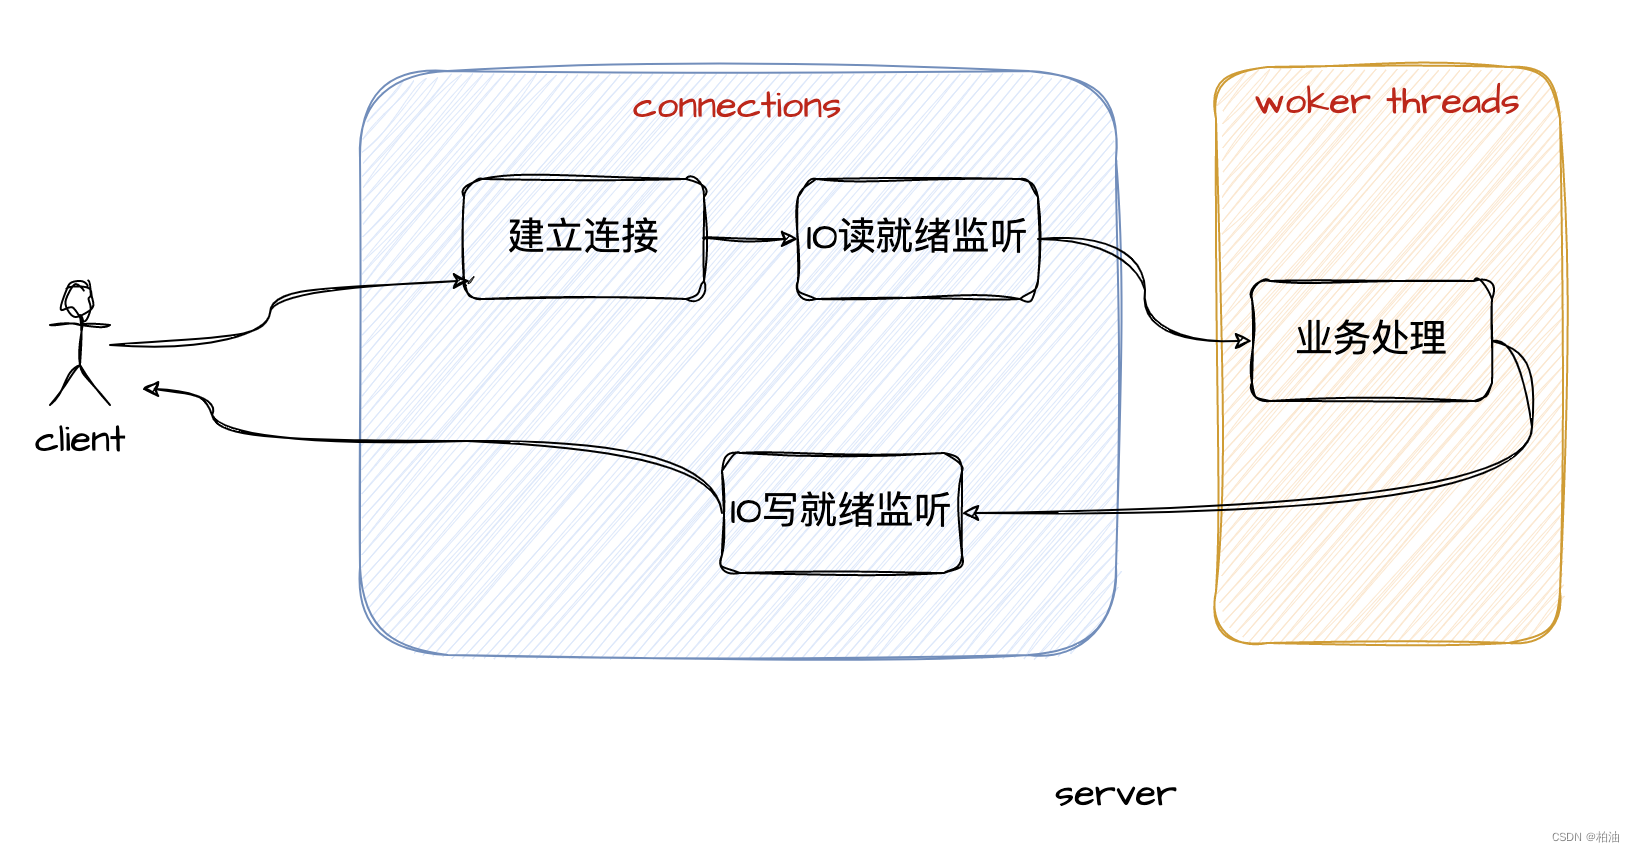 connections
woker threads
建立连接
IO读就绪监听
业务处理
client
IO写就绪监听
server
CSDN @柏油